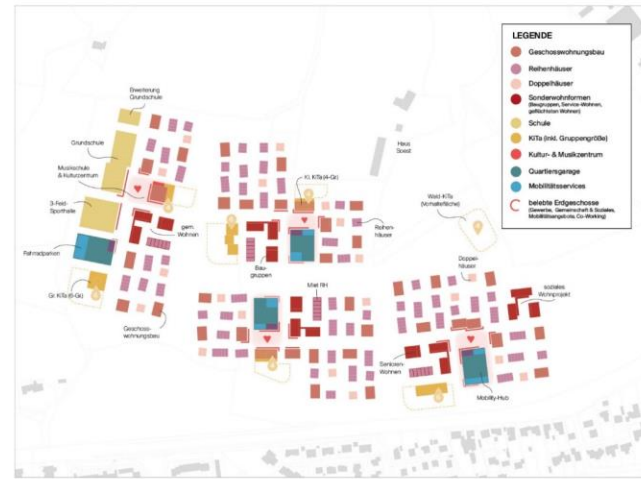 LEGENDE
Geschosswohnungsbau
Reihenhäuser
Doppelhäuser
Sonderwohnformen
(Baugruppen, Service-Wohnen,
gefördertes Wohnen)
Schule
KiTa (inkl. Gruppengröße)
Kultur- & Musikzentrum
Quartiersgarage
Mobilitätsservices
belebte Erdgeschosse
(Gewerbe, Gemeinschaft & Soziales,
Mobilitätsangebote, Co-Working)
Erweiterung
Grundschule
Grundschule
Musikschule
& Kulturzentrum
3-Feld-
Sporthalle
Fahrradparken
Gr. KiTa (6-Gr.)
Geschoss-
wohnungsbau
gem.
Wohnen
Kl. KiTa (4-Gr.)
Haus
Soest
Reihen-
häuser
Bau-
gruppen
Miet RH
Wald-KiTa
(Vorhaltefläche)
Doppel-
häuser
soziales
Wohnprojekt
Senioren-
Wohnen
Mobility-Hub